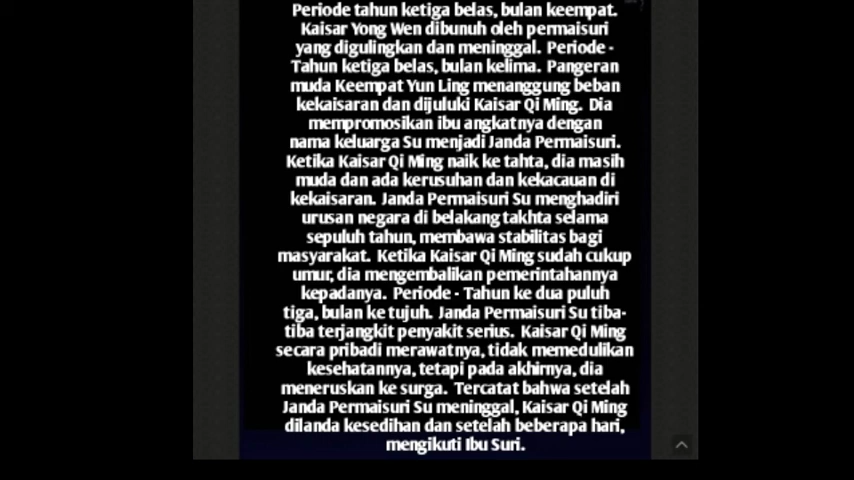 Periode tahun ketiga belas, bulan keempat.
Kaisar Yong Wen dibunuh oleh permaisuri
yang digulingkan dan meninggal. Periode -
Tahun ketiga belas, bulan kelima. Pangeran
muda Keempat Yun Ling menanggung beban
kekaisaran dan dijuluki Kaisar Qi Ming. Dia
mempromosikan ibu angkatnya dengan
nama keluarga Su menjadi Janda Permaisuri.
Ketika Kaisar Qi Ming naik ke tahta, dia masih
muda dan ada kerusuhan dan kekacauan di
kekaisaran. Janda Permaisuri Su menghadiri
urusan negara di belakang takhta selama
sepuluh tahun, membawa stabilitas bagi
masyarakat. Ketika Kaisar Qi Ming sudah cukup
umur, dia mengembalikan pemerintahannya
kepadanya. Periode - Tahun ke dua puluh
tiga, bulan ke tujuh. Janda Permaisuri Su tiba-
tiba terjangkit penyakit serius. Kaisar Qi Ming
secara pribadi merawatnya, tidak memedulikan
kesehatannya, tetapi pada akhirnya, dia
meneruskan ke surga. Tercatat bahwa setelah
Janda Permaisuri Su meninggal, Kaisar Qi Ming
dilanda kesedihan dan setelah beberapa hari,
mengikuti Ibu Suri.